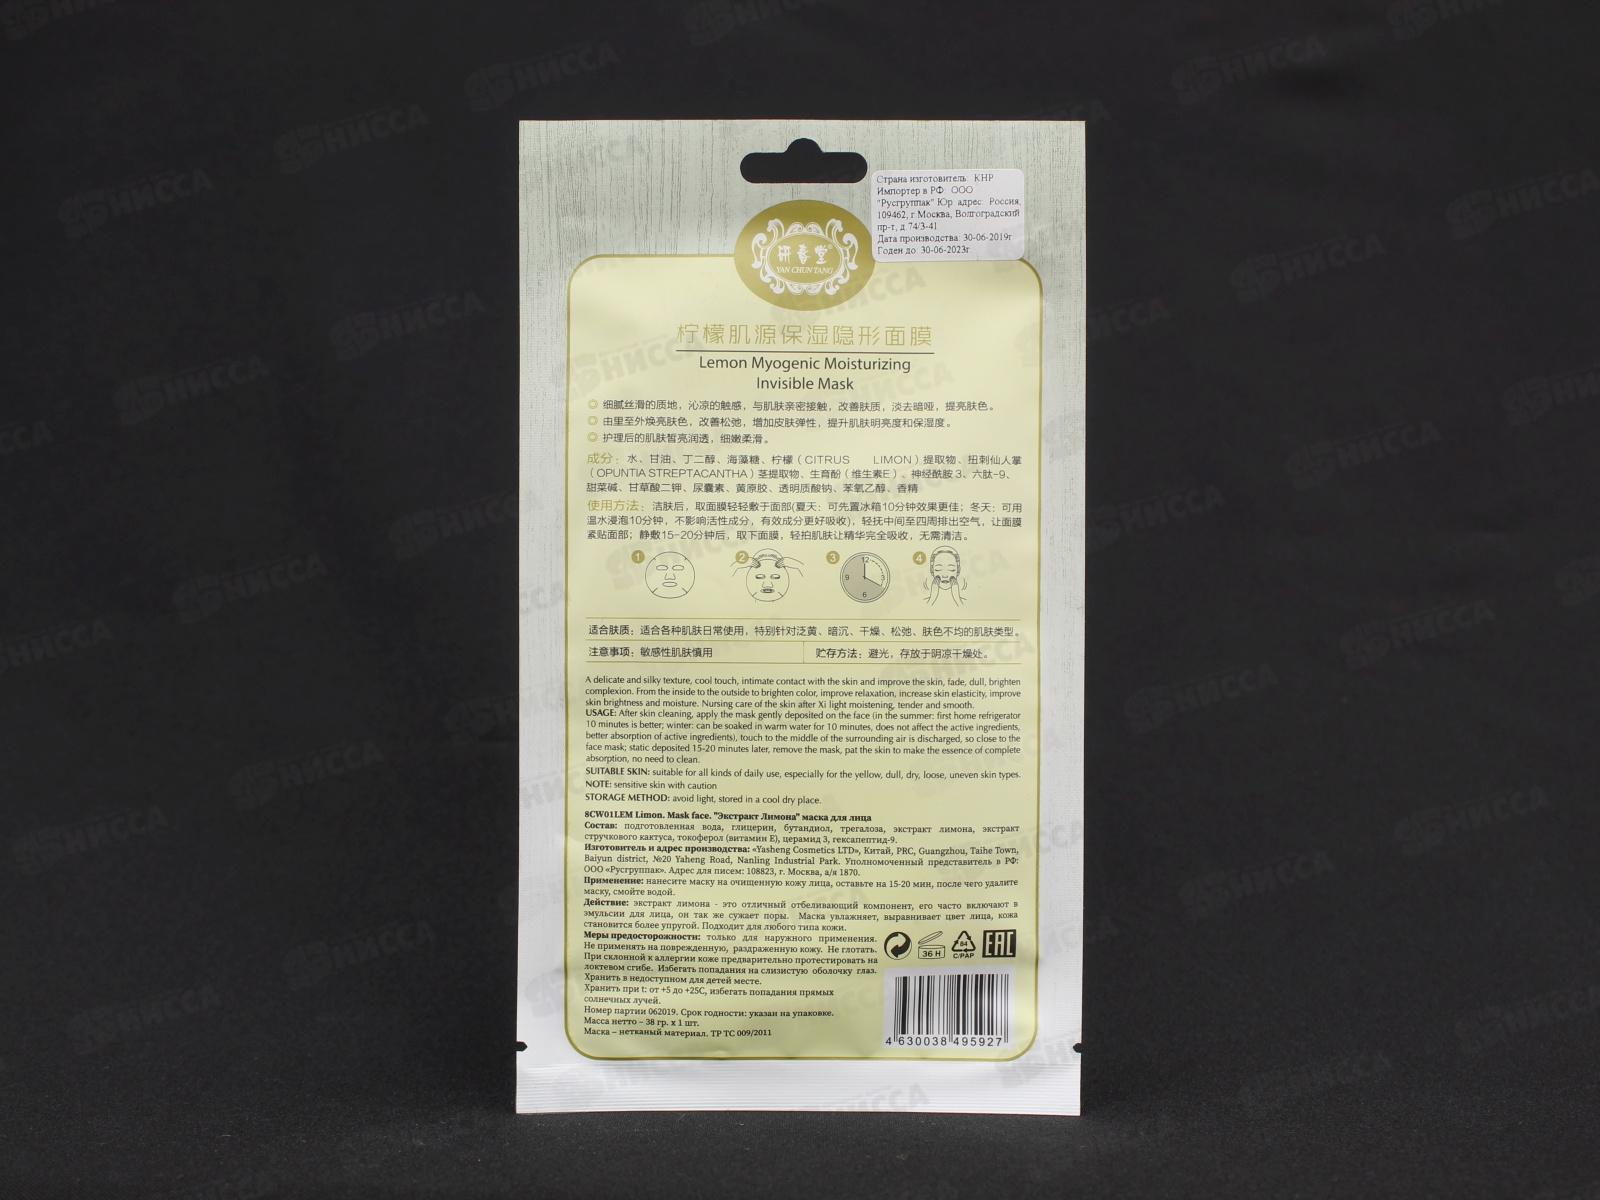 Страна изготовитель: КНР
Импортер в РФ: ООО
"Русгруппак" Юр. адрес: Россия,
109462, г.Москва, Волгоградский
пр-т, д.74/3-41
Дата производства: 30-06-2019г
Годен до: 30-06-2023г
研春堂®
YAN CHUN TANG
柠檬肌源保湿隐形面膜
Lemon Myogenic Moisturizing
Invisible Mask
◎ 细腻丝滑的质地，沁凉的触感，与肌肤亲密接触，改善肤质，淡去暗哑，提亮肤色。
◎ 由里至外焕亮肤色，改善松弛，增加皮肤弹性，提升肌肤明亮度和保湿度。
◎ 护理后的肌肤皙亮润透，细嫩柔滑。
成分：水、甘油、丁二醇、海藻糖、柠檬（CITRUS LIMON）提取物、扭刺仙人掌
（OPUNTIA STREPTACANTHA）茎提取物、生育酚（维生素E）、神经酰胺 3、六肽-9、
甜菜碱、甘草酸二钾、尿囊素、黄原胶、透明质酸钠、苯氧乙醇、香精
使用方法：洁肤后，取面膜轻轻敷于面部(夏天：可先置冰箱10分钟效果更佳；冬天：可用
温水浸泡10分钟，不影响活性成分，有效成分更好吸收)，轻抚中间至四周排出空气，让面膜
紧贴面部；静敷15-20分钟后，取下面膜，轻拍肌肤让精华完全吸收，无需清洁。
1 2 3 4
12
9 3
6
适合肤质：适合各种肌肤日常使用，特别针对泛黄、暗沉、干燥、松弛、肤色不均的肌肤类型。
注意事项：敏感性肌肤慎用 贮存方法：避光，存放于阴凉干燥处。
A delicate and silky texture, cool touch, intimate contact with the skin and improve the skin, fade, dull, brighten
complexion. From the inside to the outside to brighten color, improve relaxation, increase skin elasticity, improve
skin brightness and moisture. Nursing care of the skin after Xi light moistening, tender and smooth.
USAGE: After skin cleaning, apply the mask gently deposited on the face (in the summer: first home refrigerator
10 minutes is better; winter: can be soaked in warm water for 10 minutes, does not affect the active ingredients,
better absorption of active ingredients), touch to the middle of the surrounding air is discharged, so close to the
face mask; static deposited 15-20 minutes later, remove the mask, pat the skin to make the essence of complete
absorption, no need to clean.
SUITABLE SKIN: suitable for all kinds of daily use, especially for the yellow, dull, dry, loose, uneven skin types.
NOTE: sensitive skin with caution
STORAGE METHOD: avoid light, stored in a cool dry place.
8CW01LEM Limon. Mask face. "Экстракт Лимона" маска для лица
Состав: подготовленная вода, глицерин, бутандиол, трегалоза, экстракт лимона, экстракт
стручкового кактуса, токоферол (витамин Е), церамид 3, гексапептид-9.
Изготовитель и адрес производства: «Yasheng Cosmetics LTD», Китай, PRC, Guangzhou, Taihe Town,
Baiyun district, №20 Yaheng Road, Nanling Industrial Park. Уполномоченный представитель в РФ:
ООО «Русгруппак». Адрес для писем: 108823, г. Москва, а/я 1870.
Применение: нанесите маску на очищенную кожу лица, оставьте на 15-20 мин, после чего удалите
маску, смойте водой.
Действие: экстракт лимона - это отличный отбеливающий компонент, его часто включают в
эмульсии для лица, он так же сужает поры. Маска увлажняет, выравнивает цвет лица, кожа
становится более упругой. Подходит для любого типа кожи.
Меры предосторожности: только для наружного применения.
Не применять на поврежденную, раздраженную кожу. Не глотать.
При склонной к аллергии коже предварительно протестировать на
локтевом сгибе. Избегать попадания на слизистую оболочку глаз.
Хранить в недоступном для детей месте.
Хранить при t: от +5 до +25С, избегать попадания прямых
солнечных лучей.
Номер партии 062019. Срок годности: указан на упаковке.
Масса нетто – 38 гр. х 1 шт.
Маска – нетканый материал. ТР ТС 009/2011
36 H
84
C/PAP
EAC
4 630038 495927
НИССА